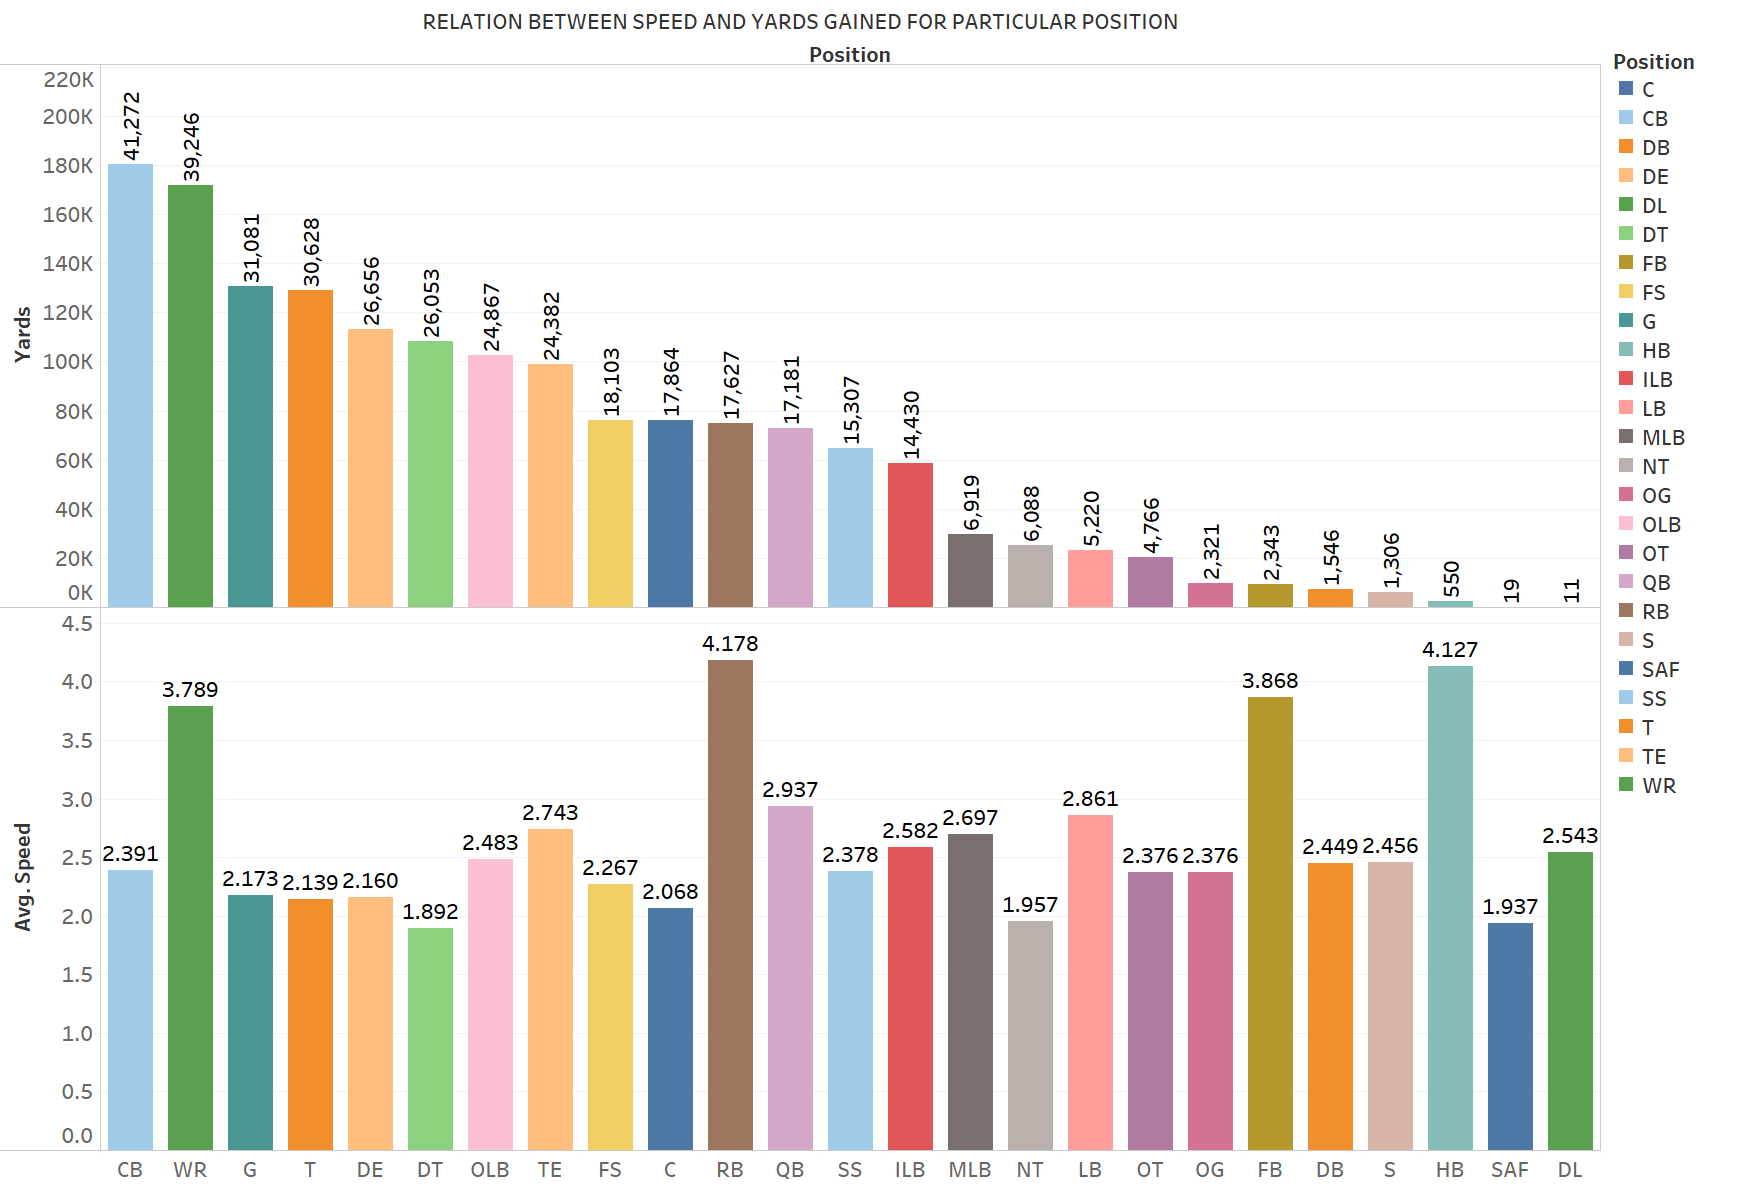 RELATION BETWEEN SPEED AND YARDS GAINED FOR PARTICULAR POSITION
Position
Yards
220K
200K
180K
160K
140K
120K
100K
80K
60K
40K
20K
0K
41,272
39,246
31,081
30,628
26,656
26,053
24,867
24,382
18,103
17,864
17,627
17,181
15,307
14,430
6,919
6,088
5,220
4,766
2,321
2,343
1,546
1,306
550
19
11
Avg. Speed
4.5
4.0
3.5
3.0
2.5
2.0
1.5
1.0
0.5
0.0
2.391
3.789
2.173
2.139
2.160
1.892
2.483
2.743
2.267
2.068
4.178
2.937
2.378
2.582
2.697
1.957
2.861
2.376
2.376
3.868
2.449
2.456
4.127
1.937
2.543
CB WR G T DE DT OLB TE FS C RB QB SS ILB MLB NT LB OT OG FB DB S HB SAF DL
Position
C
CB
DB
DE
DL
DT
FB
FS
G
HB
ILB
LB
MLB
NT
OG
OLB
OT
QB
RB
S
SAF
SS
T
TE
WR